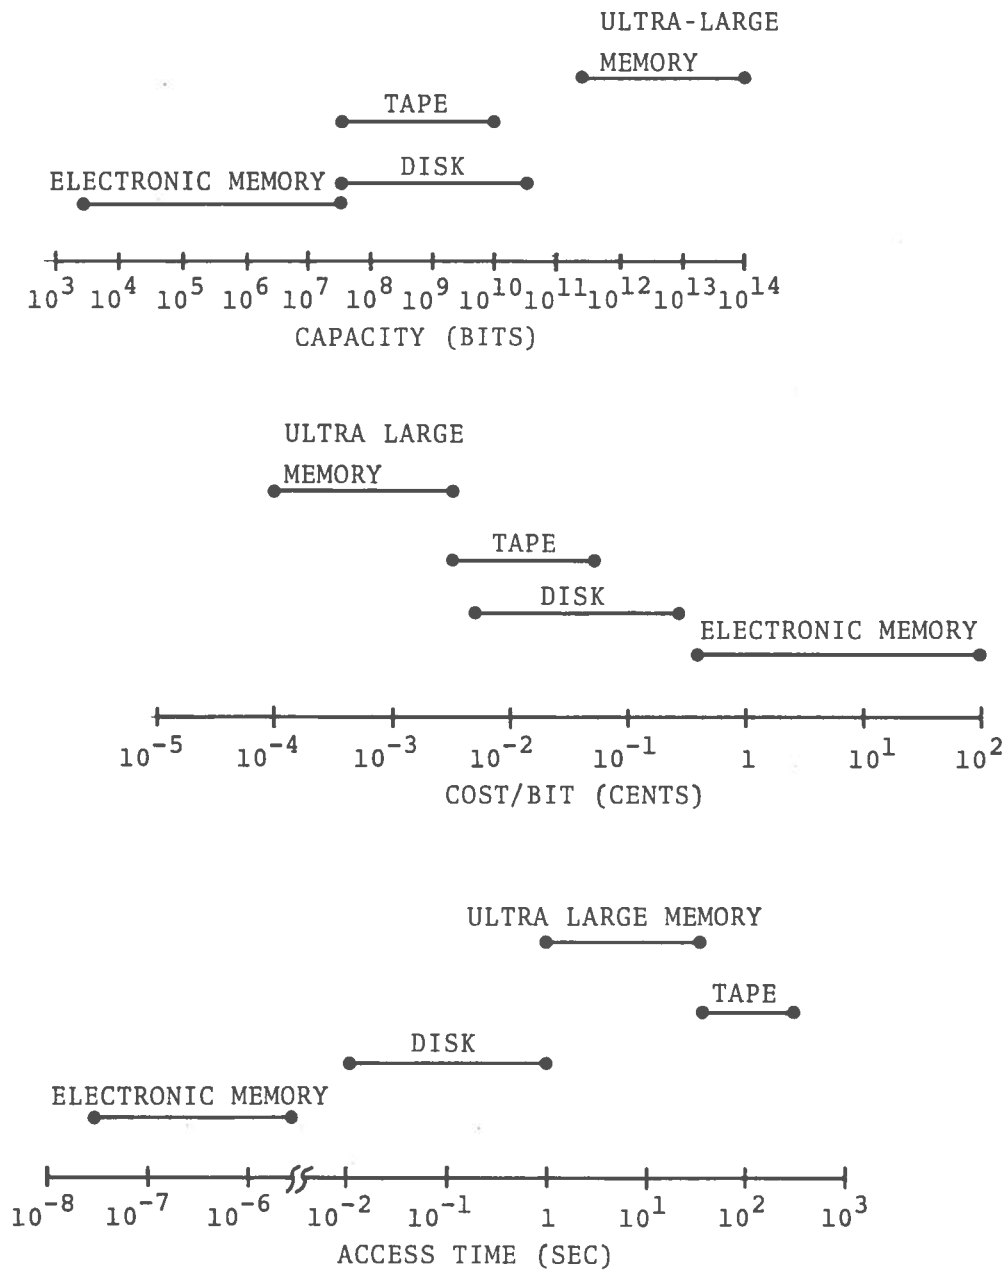 ULTRA-LARGE
MEMORY
TAPE
DISK
ELECTRONIC MEMORY
10³ 10⁴ 10⁵ 10⁶ 10⁷ 10⁸ 10⁹ 10¹⁰ 10¹¹ 10¹² 10¹³ 10¹⁴
CAPACITY (BITS)
ULTRA LARGE
MEMORY
TAPE
DISK
ELECTRONIC MEMORY
10⁻⁵ 10⁻⁴ 10⁻³ 10⁻² 10⁻¹ 1 10¹ 10²
COST/BIT (CENTS)
ULTRA LARGE MEMORY
TAPE
DISK
ELECTRONIC MEMORY
10⁻⁸ 10⁻⁷ 10⁻⁶ 10⁻² 10⁻¹ 1 10¹ 10² 10³
ACCESS TIME (SEC)